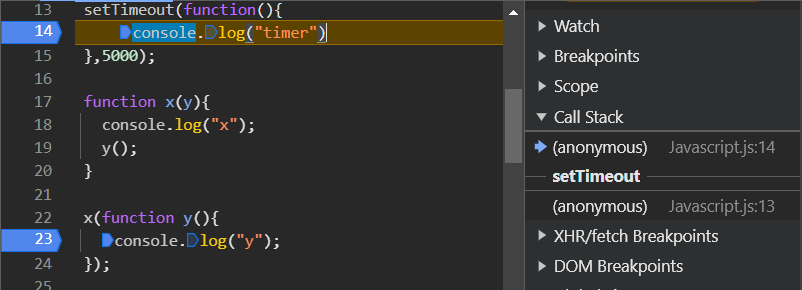 13 setTimeout(function(){
14 console.log("timer")
15 },5000);
16
17 function x(y){
18 console.log("x");
19 y();
20 }
21
22 x(function y(){
23 console.log("y");
24 });
25
Watch
Breakpoints
Scope
Call Stack
(anonymous) Javascript.js:14
setTimeout
(anonymous) Javascript.js:13
XHR/fetch Breakpoints
DOM Breakpoints